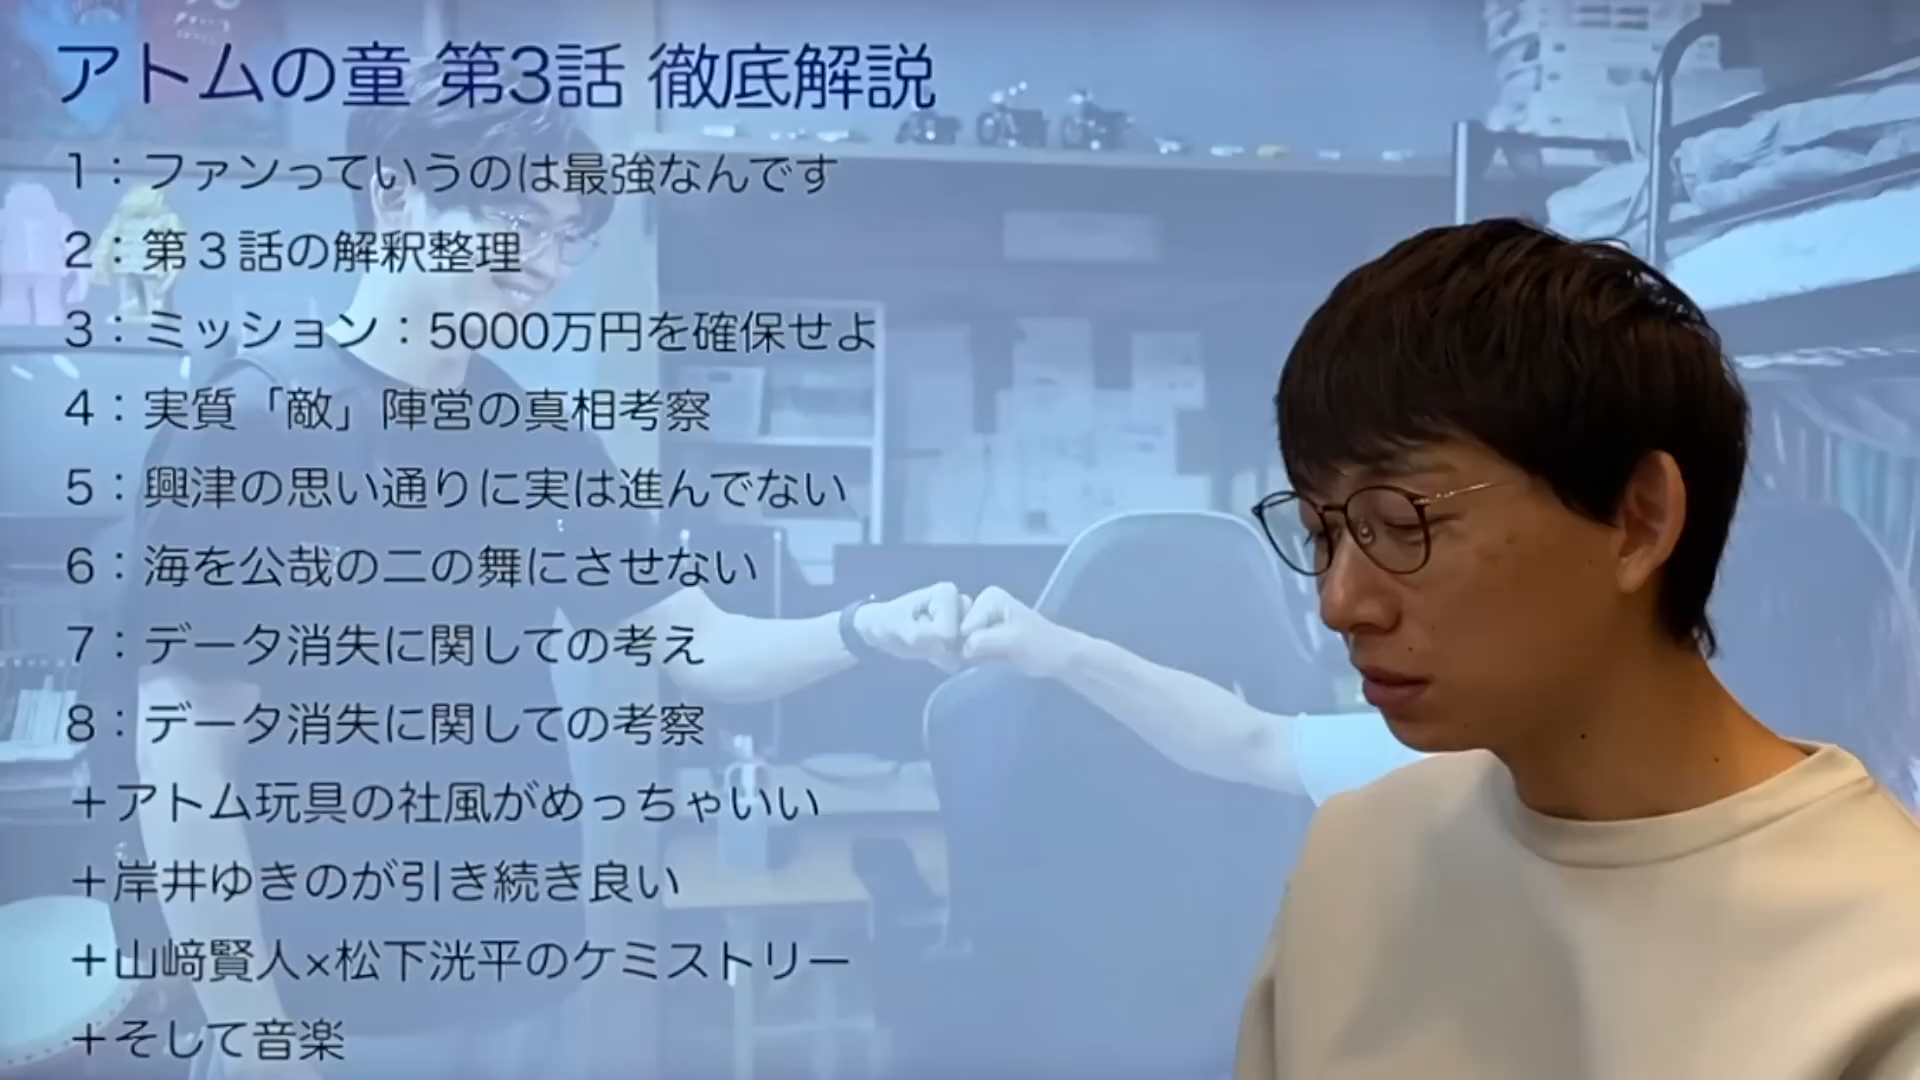 アトムの童 第3話 徹底解説
1：ファンっていうのは最強なんです
2：第３話の解釈整理
3：ミッション：5000万円を確保せよ
4：実質「敵」陣営の真相考察
5：興津の思い通りに実は進んでない
6：海を公哉の二の舞にさせない
7：データ消失に関しての考え
8：データ消失に関しての考察
＋アトム玩具の社風がめっちゃいい
＋岸井ゆきのが引き続き良い
＋山﨑賢人×松下洸平のケミストリー
＋そして音楽